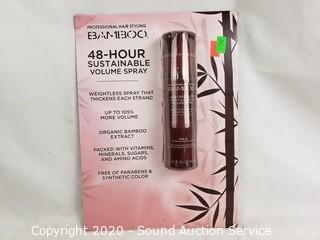 PROFESSIONAL HAIR STYLING
BAMBOO
48-HOUR
SUSTAINABLE
VOLUME SPRAY
WEIGHTLESS SPRAY THAT
THICKENS EACH STRAND
UP TO 105%
MORE VOLUME
ORGANIC BAMBOO
EXTRACT
PACKED WITH VITAMINS,
MINERALS, SUGARS,
AND AMINO ACIDS
FREE OF PARABENS &
SYNTHETIC COLOR
BAMBOO
Copyright 2020 - Sound Auction Service